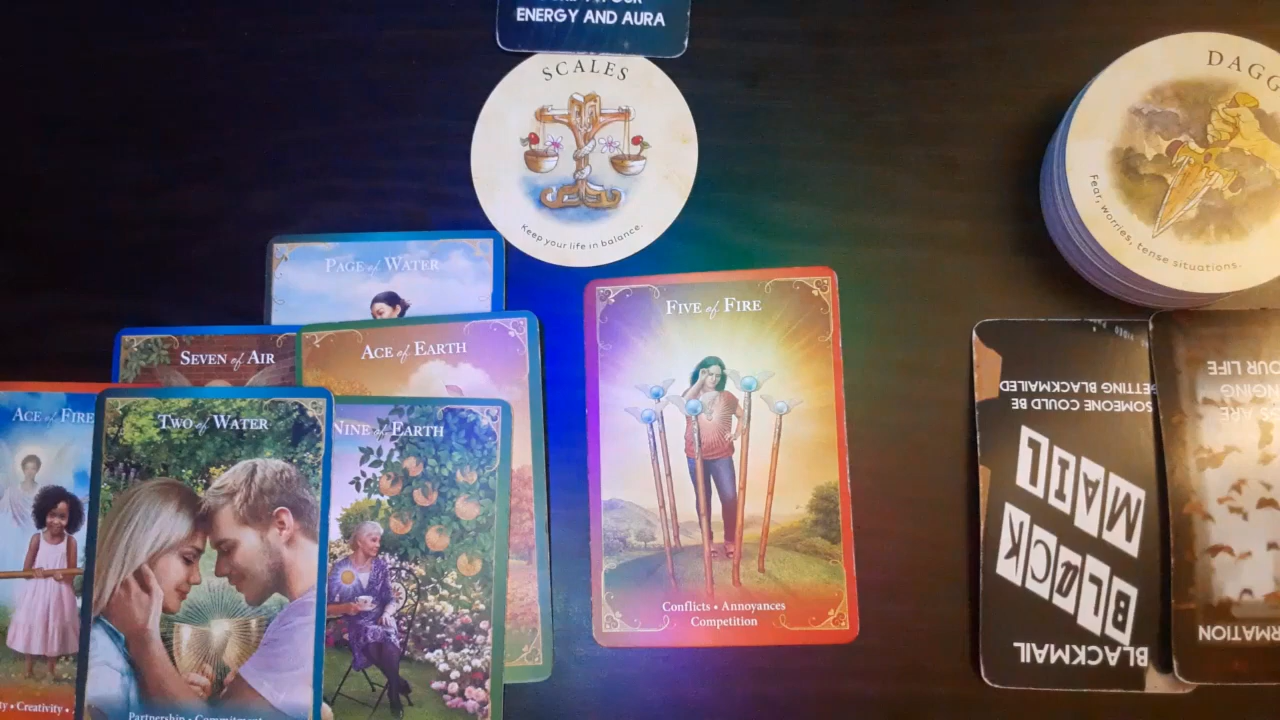 ENERGY AND AURA
SCALES
Keep your life in balance.
DAGG
Fear, worries, tense situations.
PAGE of WATER
SEVEN of AIR
ACE of EARTH
FIVE of FIRE
Conflicts • Annoyances
Competition
ACE of FIRE
• Creativity •
TWO of WATER
Partnership • Commitment
NINE of EARTH
BLACKMAIL
BLACK
MAIL
SOMEONE COULD BE
GETTING BLACKMAILED
RMATION
ARE
NGING
OUR LIFE